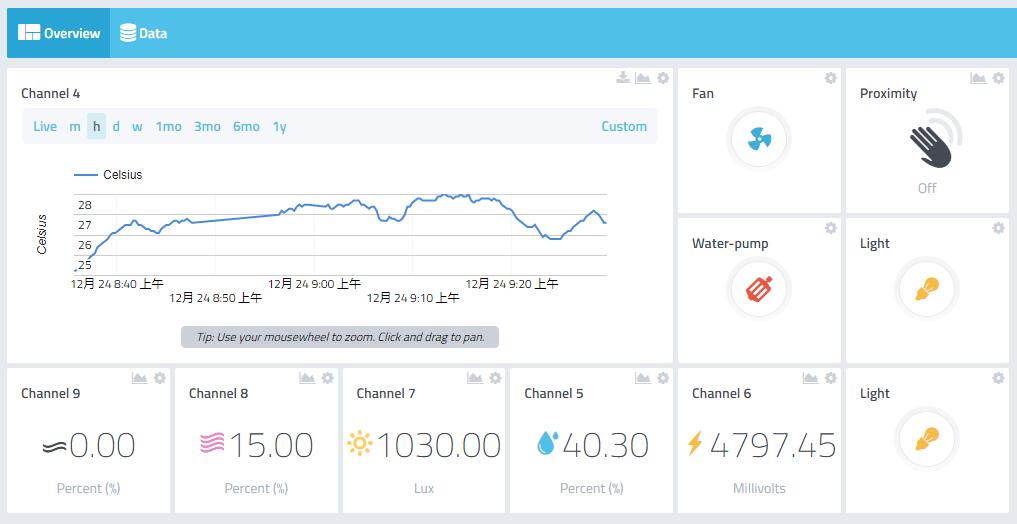 Overview
Data
Channel 4
Live m h d w 1mo 3mo 6mo 1y Custom
Celsius
Celsius
28
27
26
25
12月 24 8:40 上午
12月 24 8:50 上午
12月 24 9:00 上午
12月 24 9:10 上午
12月 24 9:20 上午
Tip: Use your mousewheel to zoom. Click and drag to pan.
Fan
Proximity
Off
Water-pump
Light
Channel 9
0.00
Percent (%)
Channel 8
15.00
Percent (%)
Channel 7
1030.00
Lux
Channel 5
40.30
Percent (%)
Channel 6
4797.45
Millivolts
Light